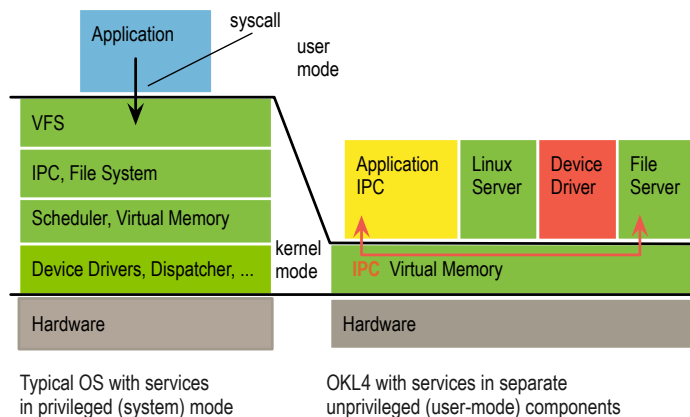 syscall
Application
user
mode
VFS
IPC, File System
Scheduler, Virtual Memory
Device Drivers, Dispatcher, ...
Hardware
kernel
mode
Application
IPC
Linux
Server
Device
Driver
File
Server
IPC Virtual Memory
Hardware
Typical OS with services
in privileged (system) mode
OKL4 with services in separate
unprivileged (user-mode) components